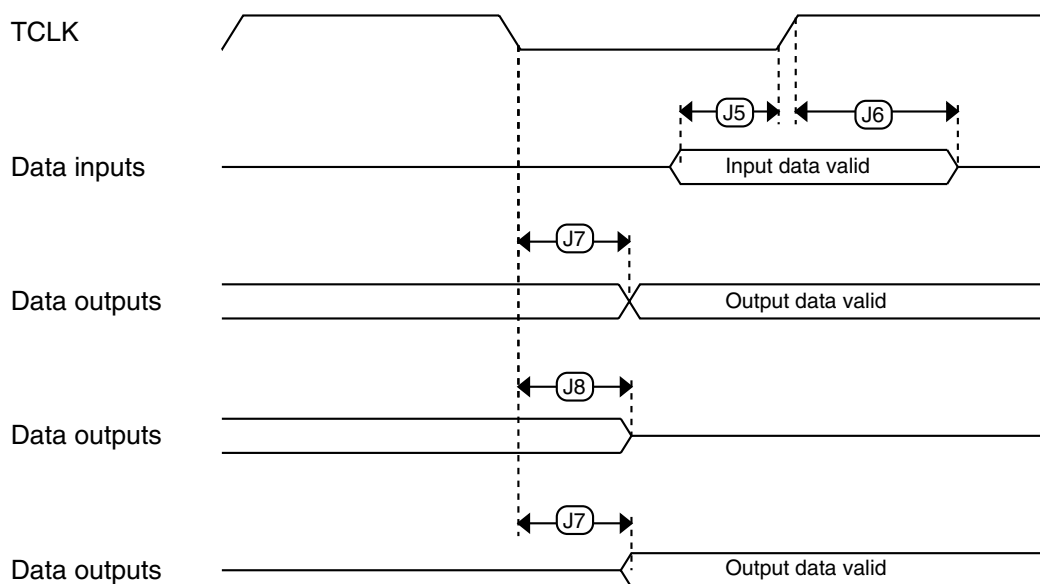 TCLK
J5
J6
Data inputs
Input data valid
J7
Data outputs
Output data valid
J8
Data outputs
J7
Data outputs
Output data valid